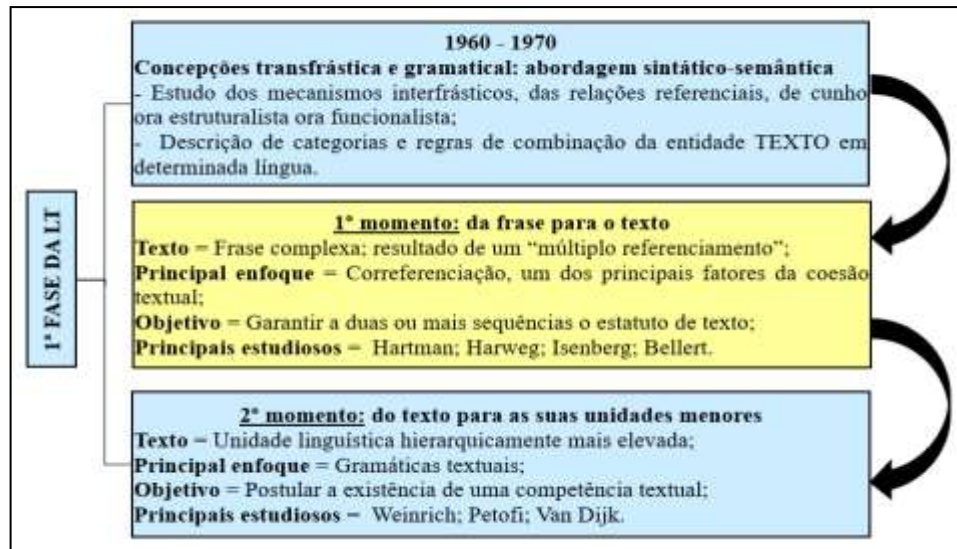 1960 - 1970
Concepções transfrástica e gramatical: abordagem sintático-semântica
- Estudo dos mecanismos interfrásticos, das relações referenciais, de cunho
ora estruturalista ora funcionalista;
- Descrição de categorias e regras de combinação da entidade TEXTO em
determinada língua.
1ª FASE DA LT
1º momento: da frase para o texto
Texto = Frase complexa; resultado de um “múltiplo referenciamento”;
Principal enfoque = Correferenciação, um dos principais fatores da coesão
textual;
Objetivo = Garantir a duas ou mais sequências o estatuto de texto;
Principais estudiosos = Hartman; Harweg; Isenberg; Bellert.
2º momento: do texto para as suas unidades menores
Texto = Unidade linguística hierarquicamente mais elevada;
Principal enfoque = Gramáticas textuais;
Objetivo = Postular a existência de uma competência textual;
Principais estudiosos = Weinrich; Petofi; Van Dijk.